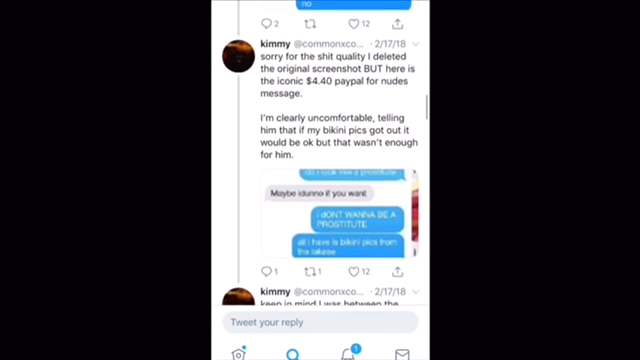 no
2
12
kimmy @commonxco... · 2/17/18
sorry for the shit quality I deleted
the original screenshot BUT here is
the iconic $4.40 paypal for nudes
message.
I'm clearly uncomfortable, telling
him that if my bikini pics got out it
would be ok but that wasn't enough
for him.
do i look like a prostitute
Maybe idunno if you want
I dONT WANNA BE A
PROSTITUTE
all i have is bikini pics from
the
1
1
12
kimmy @commonxco... · 2/17/18
keep in mind I was between the
Tweet your reply
1